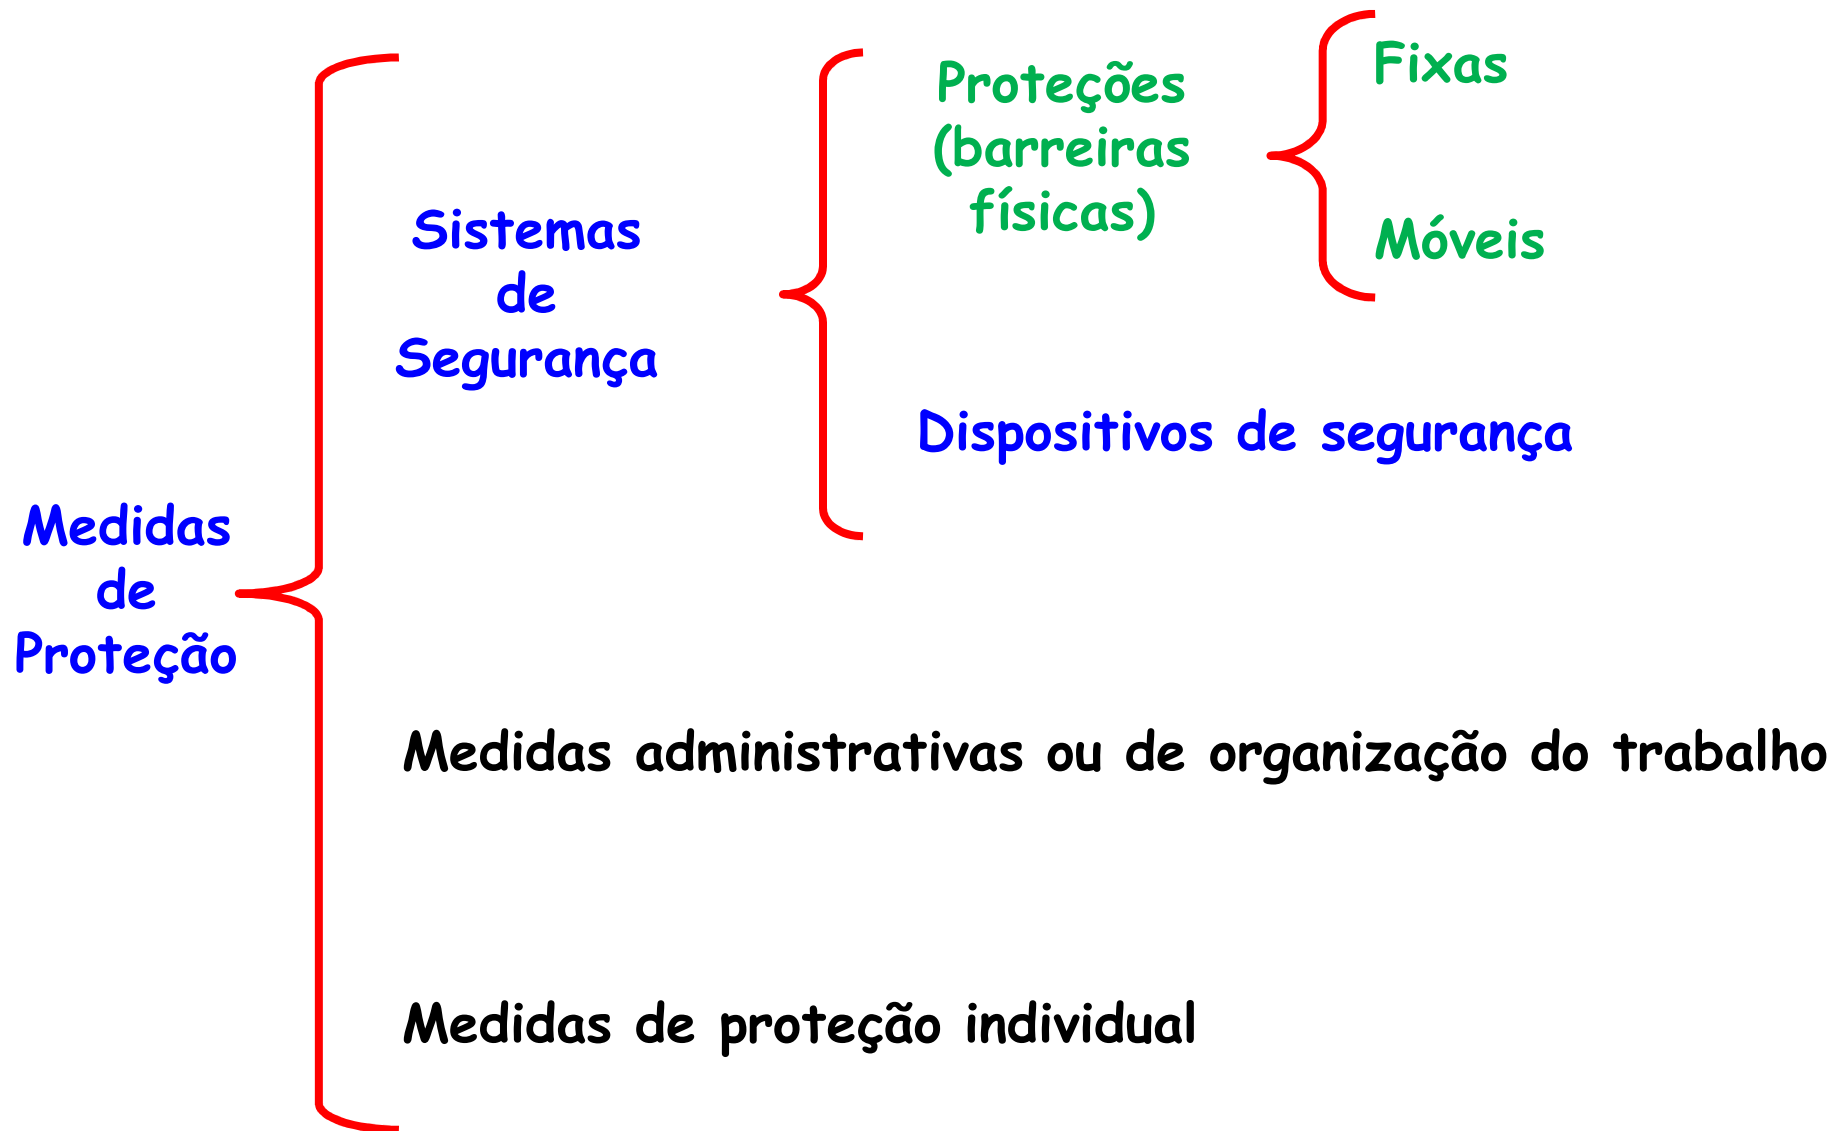 Medidas
de
Proteção
Sistemas
de
Segurança
Proteções
(barreiras
físicas)
Fixas
Móveis
Dispositivos de segurança
Medidas administrativas ou de organização do trabalho
Medidas de proteção individual